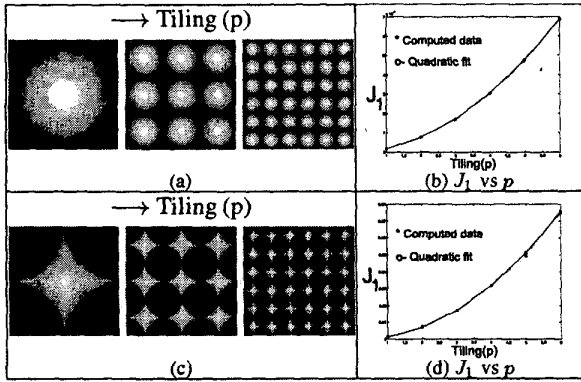 → Tiling (p)
J₁
* Computed data
o- Quadratic fit
Tiling(p)
(a)
(b) J₁ vs p
→ Tiling (p)
J₁
* Computed data
o- Quadratic fit
Tiling(p)
(c)
(d) J₁ vs p